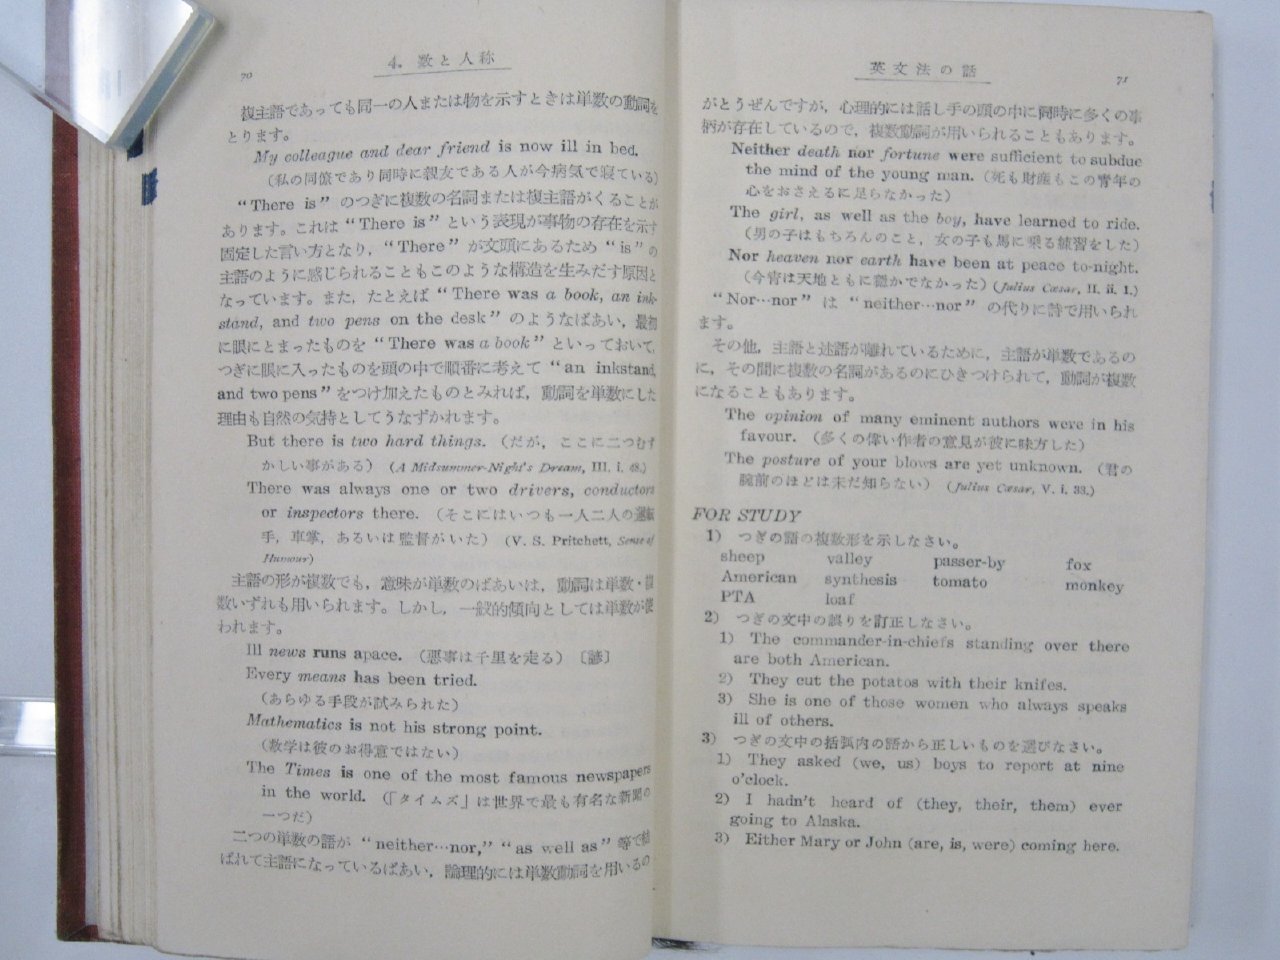 70
4. 数と人称
複主語であっても同一の人または物を示すときは単数の動詞を
とります。
My colleague and dear friend is now ill in bed.
(私の同僚であり同時に親友である人が今病気で寝ている)
“There is” のつぎに複数の名詞または複主語がくることが
あります。これは “There is” という表現が事物の存在を示す
固定した言い方となり, “There” が文頭にあるため “is” の
主語のように感じられることもこのような構造を生みだす原因と
なっています。また, たとえば “There was a book, an ink-
stand, and two pens on the desk” のようなばあい, 最初
に眼にとまったものを “There was a book” といっておいて,
つぎに眼に入ったものを頭の中で順番に考えて “an inkstand,
and two pens” をつけ加えたものとみれば, 動詞を単数にした
理由も自然の気持としてうなずかれます。
But there is two hard things. (だが, ここに二つむず
かしい事がある) (A Midsummer-Night's Dream, III. i. 48.)
There was always one or two drivers, conductors
or inspectors there. (そこにはいつも一人二人の運転
手, 車掌, あるいは監督がいた) (V. S. Pritchett, Sense of
Humour)
主語の形が複数でも, 意味が単数のばあいは, 動詞は単数・複
数いずれも用いられます。しかし, 一般的傾向としては単数が使
われます。
Ill news runs apace. (悪事は千里を走る) 〔諺〕
Every means has been tried.
(あらゆる手段が試みられた)
Mathematics is not his strong point.
(数学は彼のお得意ではない)
The Times is one of the most famous newspapers
in the world. (「タイムズ」は世界で最も有名な新聞の
一つだ)
二つの単数の語が “neither…nor,” “as well as” 等で結
ばれて主語になっているばあい, 論理的には単数動詞を用いるの
英文法の話
71
がとうぜんですが, 心理的には話し手の頭の中に同時に多くの事
柄が存在しているので, 複数動詞が用いられることもあります。
Neither death nor fortune were sufficient to subdue
the mind of the young man. (死も財産もこの青年の
心をおさえるに足らなかった)
The girl, as well as the boy, have learned to ride.
(男の子はもちろんのこと, 女の子も馬に乗る練習をした)
Nor heaven nor earth have been at peace to-night.
(今宵は天地ともに穏かでなかった) (Julius Cæsar, II. ii. 1.)
“Nor…nor” は “neither…nor” の代りに詩で用いられ
ます。
その他, 主語と述語が離れているために, 主語が単数であるの
に, その間に複数の名詞があるのにひきつけられて, 動詞が複数
になることもあります。
The opinion of many eminent authors were in his
favour. (多くの偉い作者の意見が彼に味方した)
The posture of your blows are yet unknown. (君の
腕前のほどは未だ知らない) (Julius Cæsar, V. i. 33.)
FOR STUDY
1) つぎの語の複数形を示しなさい。
sheep valley passer-by fox
American synthesis tomato monkey
PTA loaf
2) つぎの文中の誤りを訂正しなさい。
1) The commander-in-chiefs standing over there
are both American.
2) They cut the potatos with their knifes.
3) She is one of those women who always speaks
ill of others.
3) つぎの文中の括弧内の語から正しいものを選びなさい。
1) They asked (we, us) boys to report at nine
o'clock.
2) I hadn't heard of (they, their, them) ever
going to Alaska.
3) Either Mary or John (are, is, were) coming here.